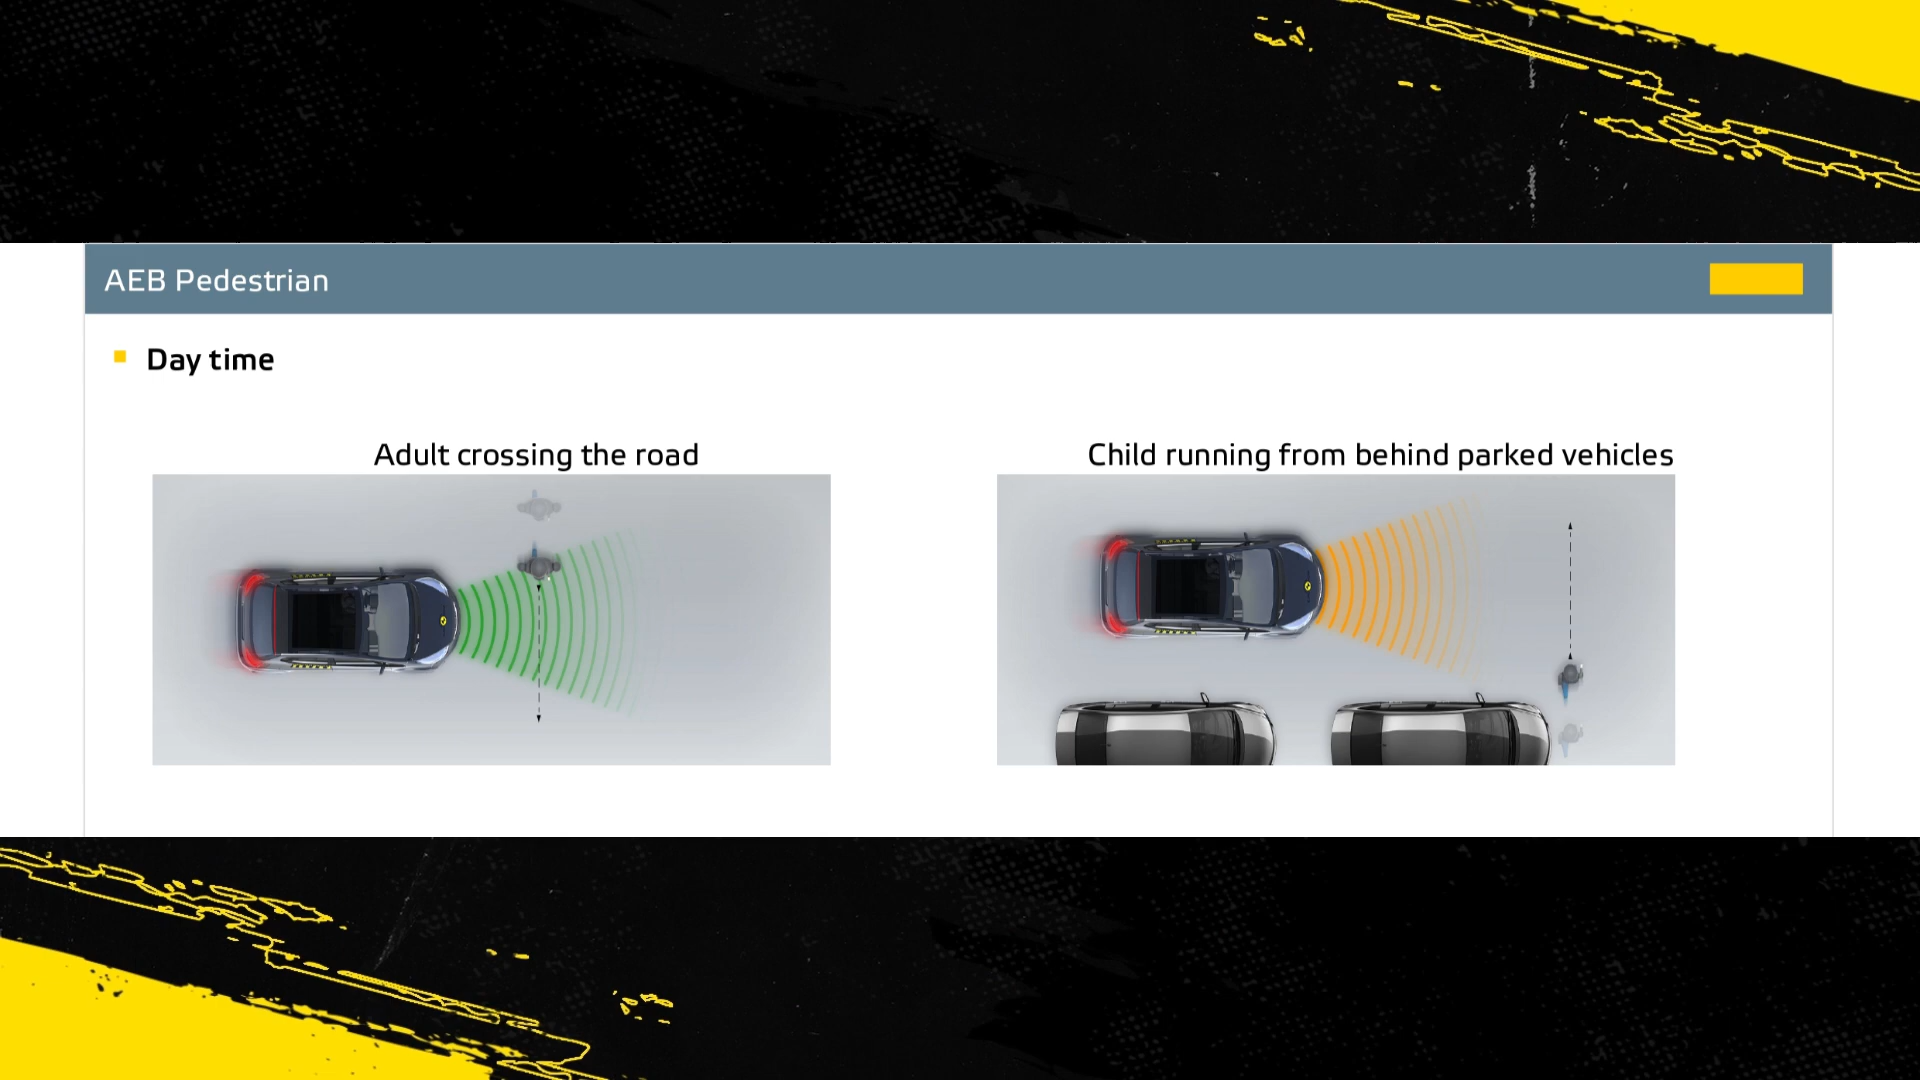 AEB Pedestrian
Day time
Adult crossing the road
Child running from behind parked vehicles